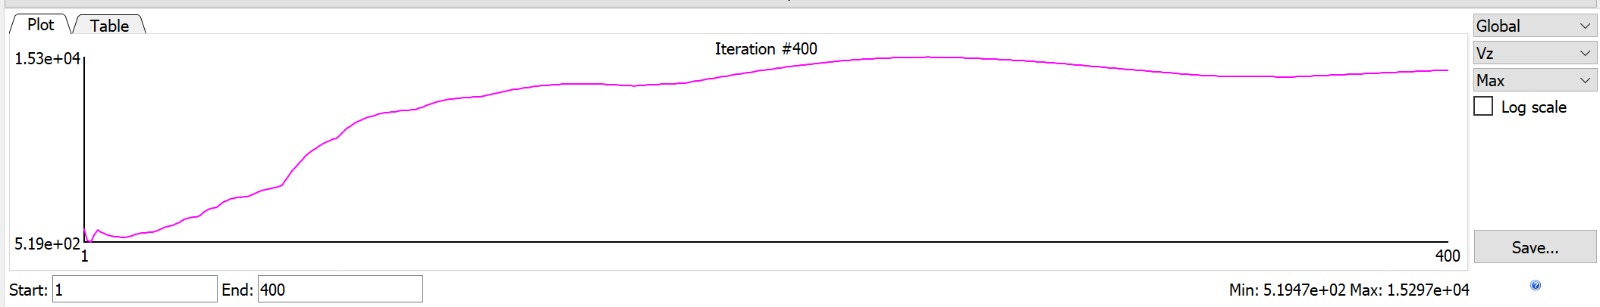 Plot Table
Global
Iteration #400
1.53e+04
Vz
Max
Log scale
5.19e+02
1 400
Save...
Start: 1 End: 400 Min: 5.1947e+02 Max: 1.5297e+04
?